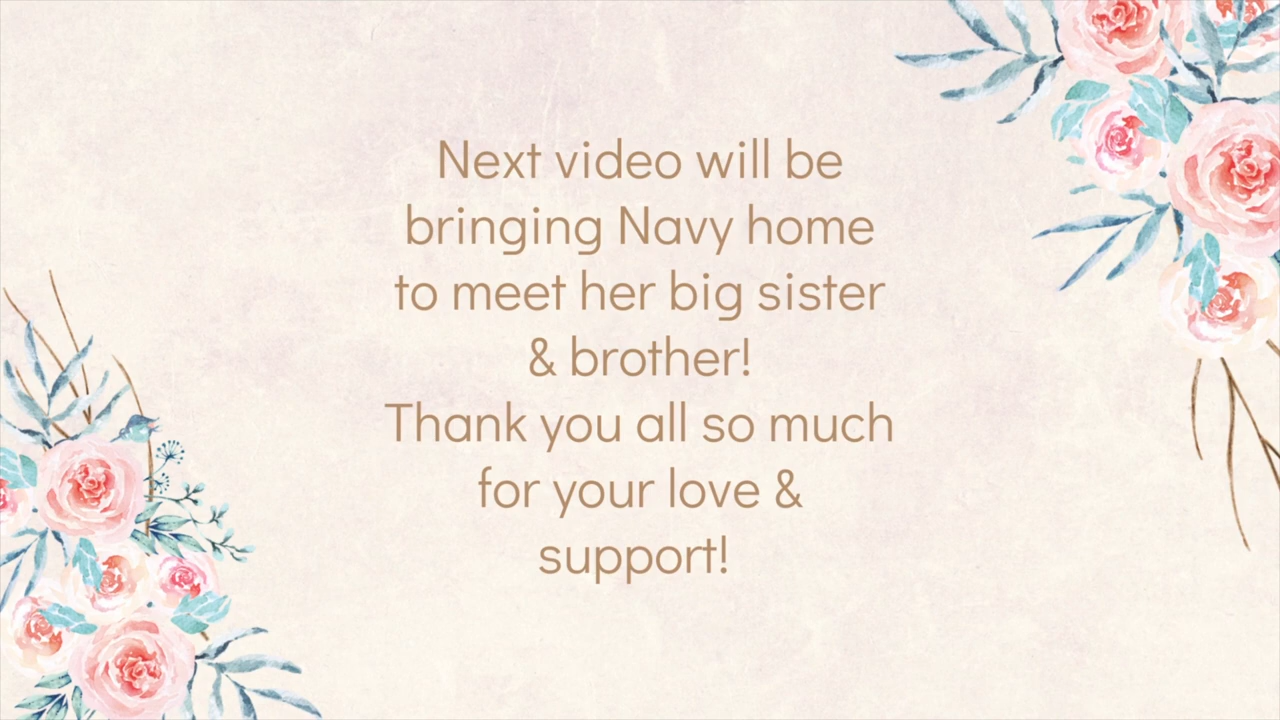 Next video will be
bringing Navy home
to meet her big sister
& brother!
Thank you all so much
for your love &
support!